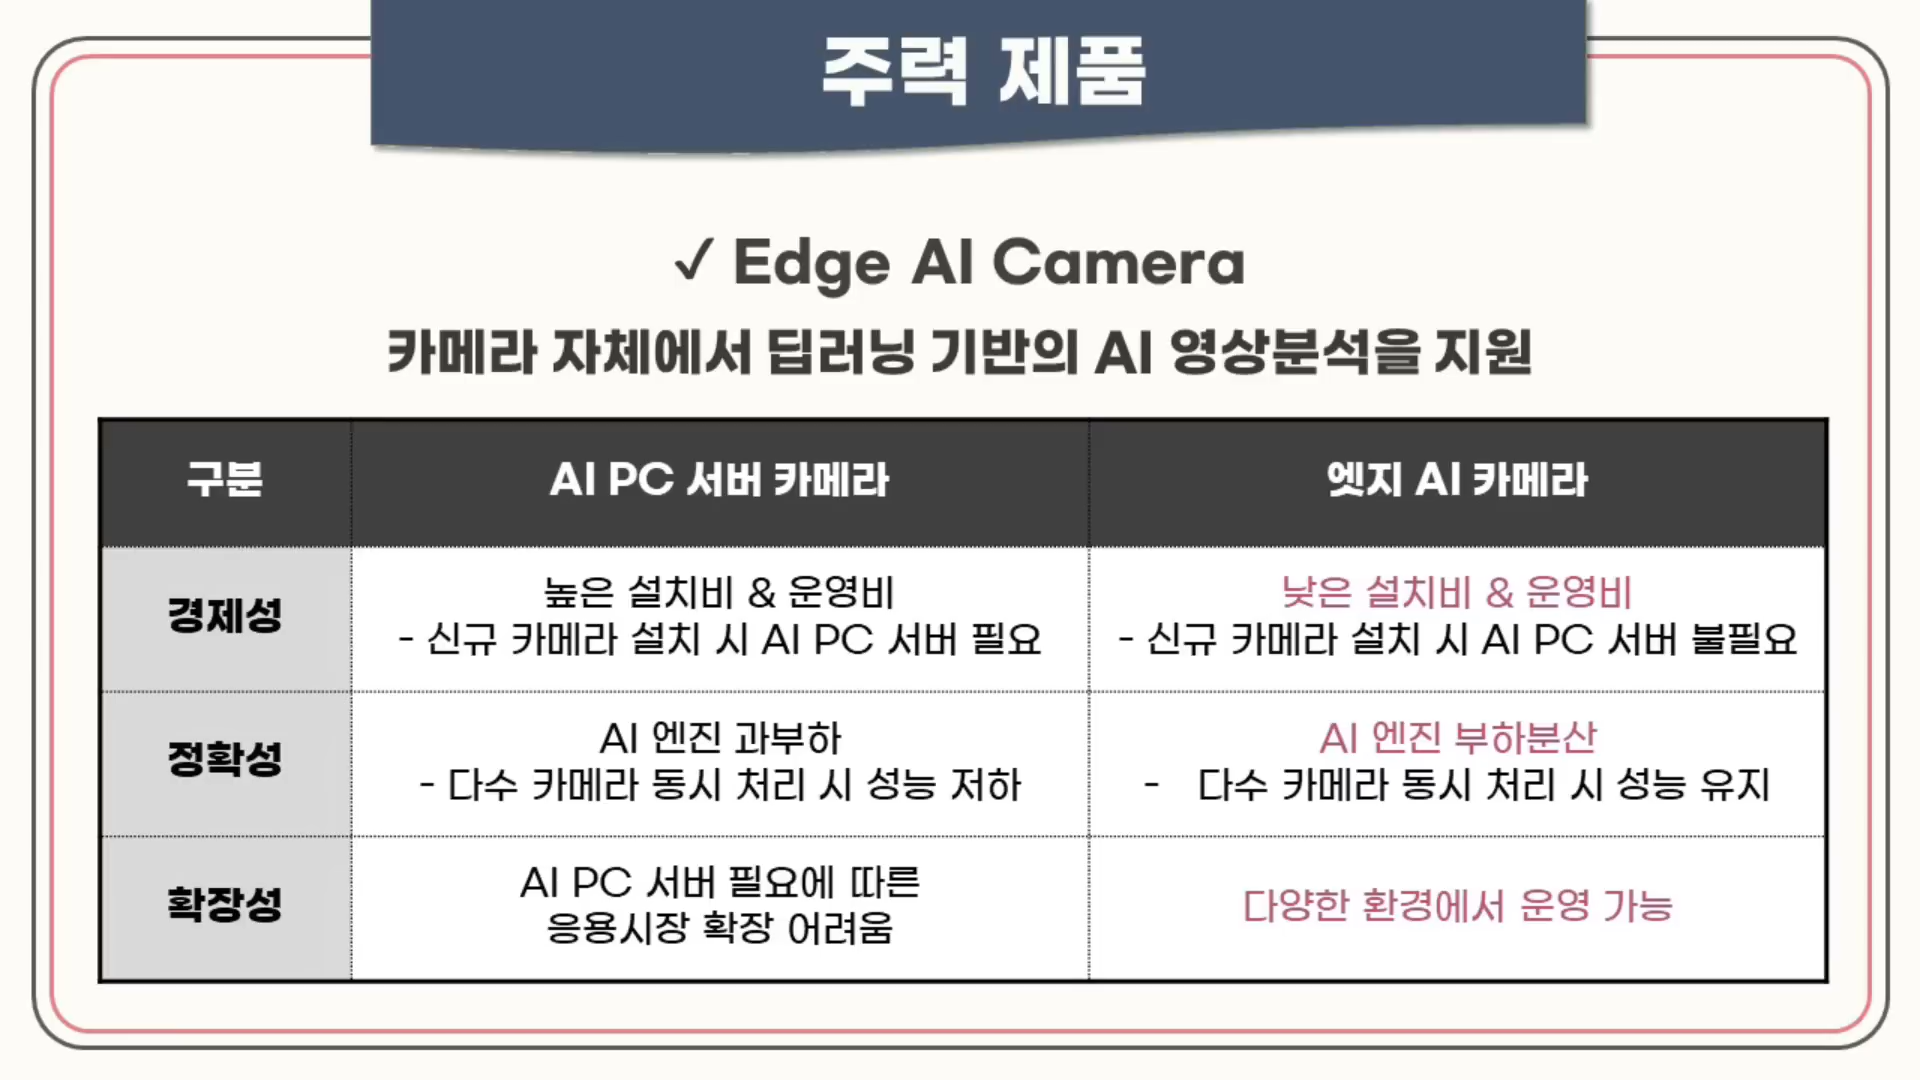 주력 제품
✓ Edge AI Camera
카메라 자체에서 딥러닝 기반의 AI 영상분석을 지원
구분
AI PC 서버 카메라
엣지 AI 카메라
경제성
높은 설치비 & 운영비
- 신규 카메라 설치 시 AI PC 서버 필요
낮은 설치비 & 운영비
- 신규 카메라 설치 시 AI PC 서버 불필요
정확성
AI 엔진 과부하
- 다수 카메라 동시 처리 시 성능 저하
AI 엔진 부하분산
- 다수 카메라 동시 처리 시 성능 유지
확장성
AI PC 서버 필요에 따른
응용시장 확장 어려움
다양한 환경에서 운영 가능